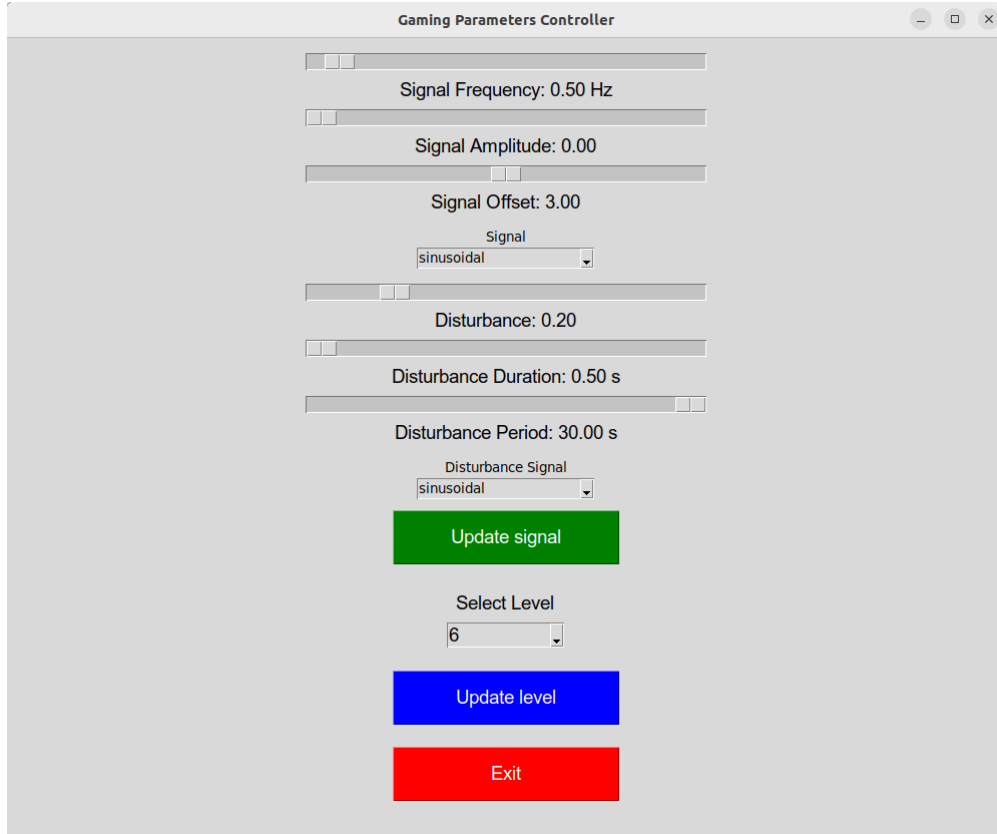 Gaming Parameters Controller
Signal Frequency: 0.50 Hz
Signal Amplitude: 0.00
Signal Offset: 3.00
Signal
sinusoidal
Disturbance: 0.20
Disturbance Duration: 0.50 s
Disturbance Period: 30.00 s
Disturbance Signal
sinusoidal
Update signal
Select Level
6
Update level
Exit